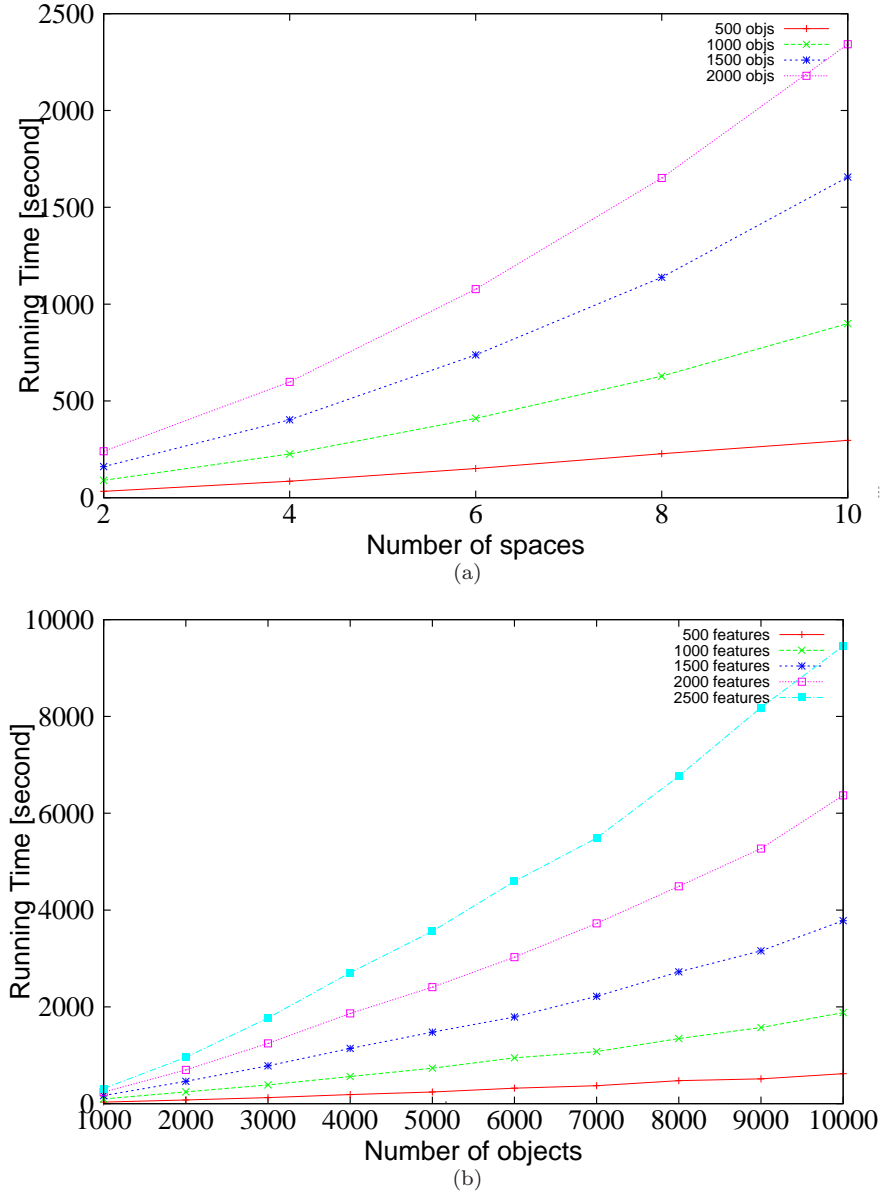 2500
2000
1500
1000
500
0
Running Time [second]
500 objs
1000 objs
1500 objs
2000 objs
2 4 6 8 10
Number of spaces
(a)
10000
8000
6000
4000
2000
0
Running Time [second]
500 features
1000 features
1500 features
2000 features
2500 features
1000 2000 3000 4000 5000 6000 7000 8000 9000 10000
Number of objects
(b)